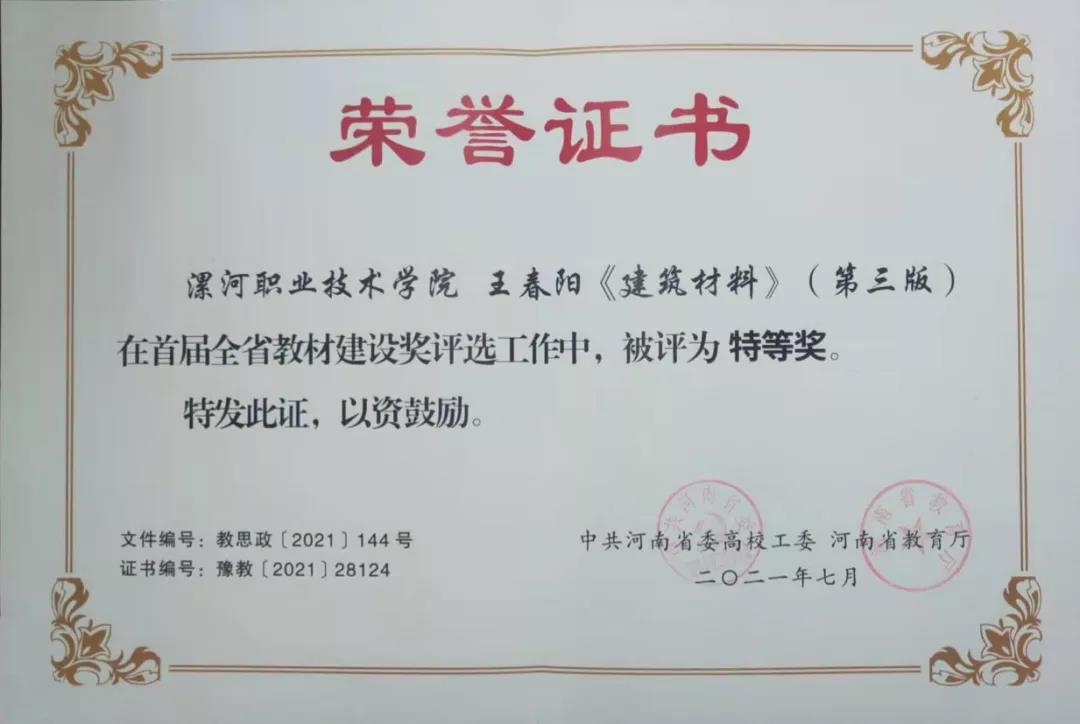 荣誉证书
漯河职业技术学院 王春阳《建筑材料》（第三版）
在首届全省教材建设奖评选工作中，被评为 特等奖。
特发此证，以资鼓励。
文件编号：教思政〔2021〕144号
证书编号：豫教〔2021〕28124
中共河南省委高校工委 河南省教育厅
二〇二一年七月